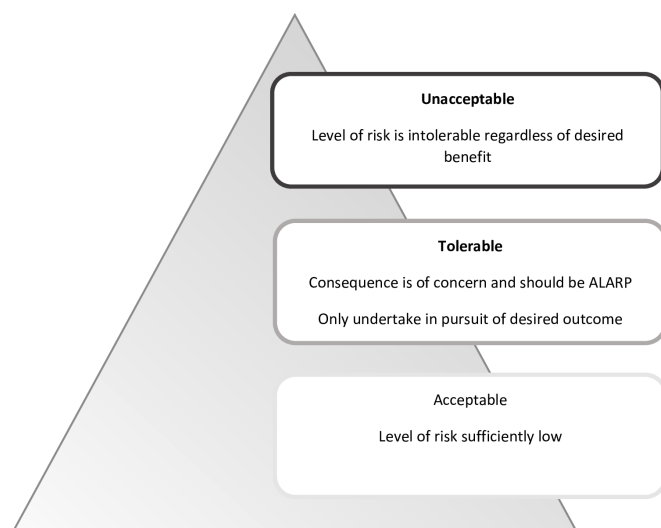 Unacceptable
Level of risk is intolerable regardless of desired
benefit
Tolerable
Consequence is of concern and should be ALARP
Only undertake in pursuit of desired outcome
Acceptable
Level of risk sufficiently low